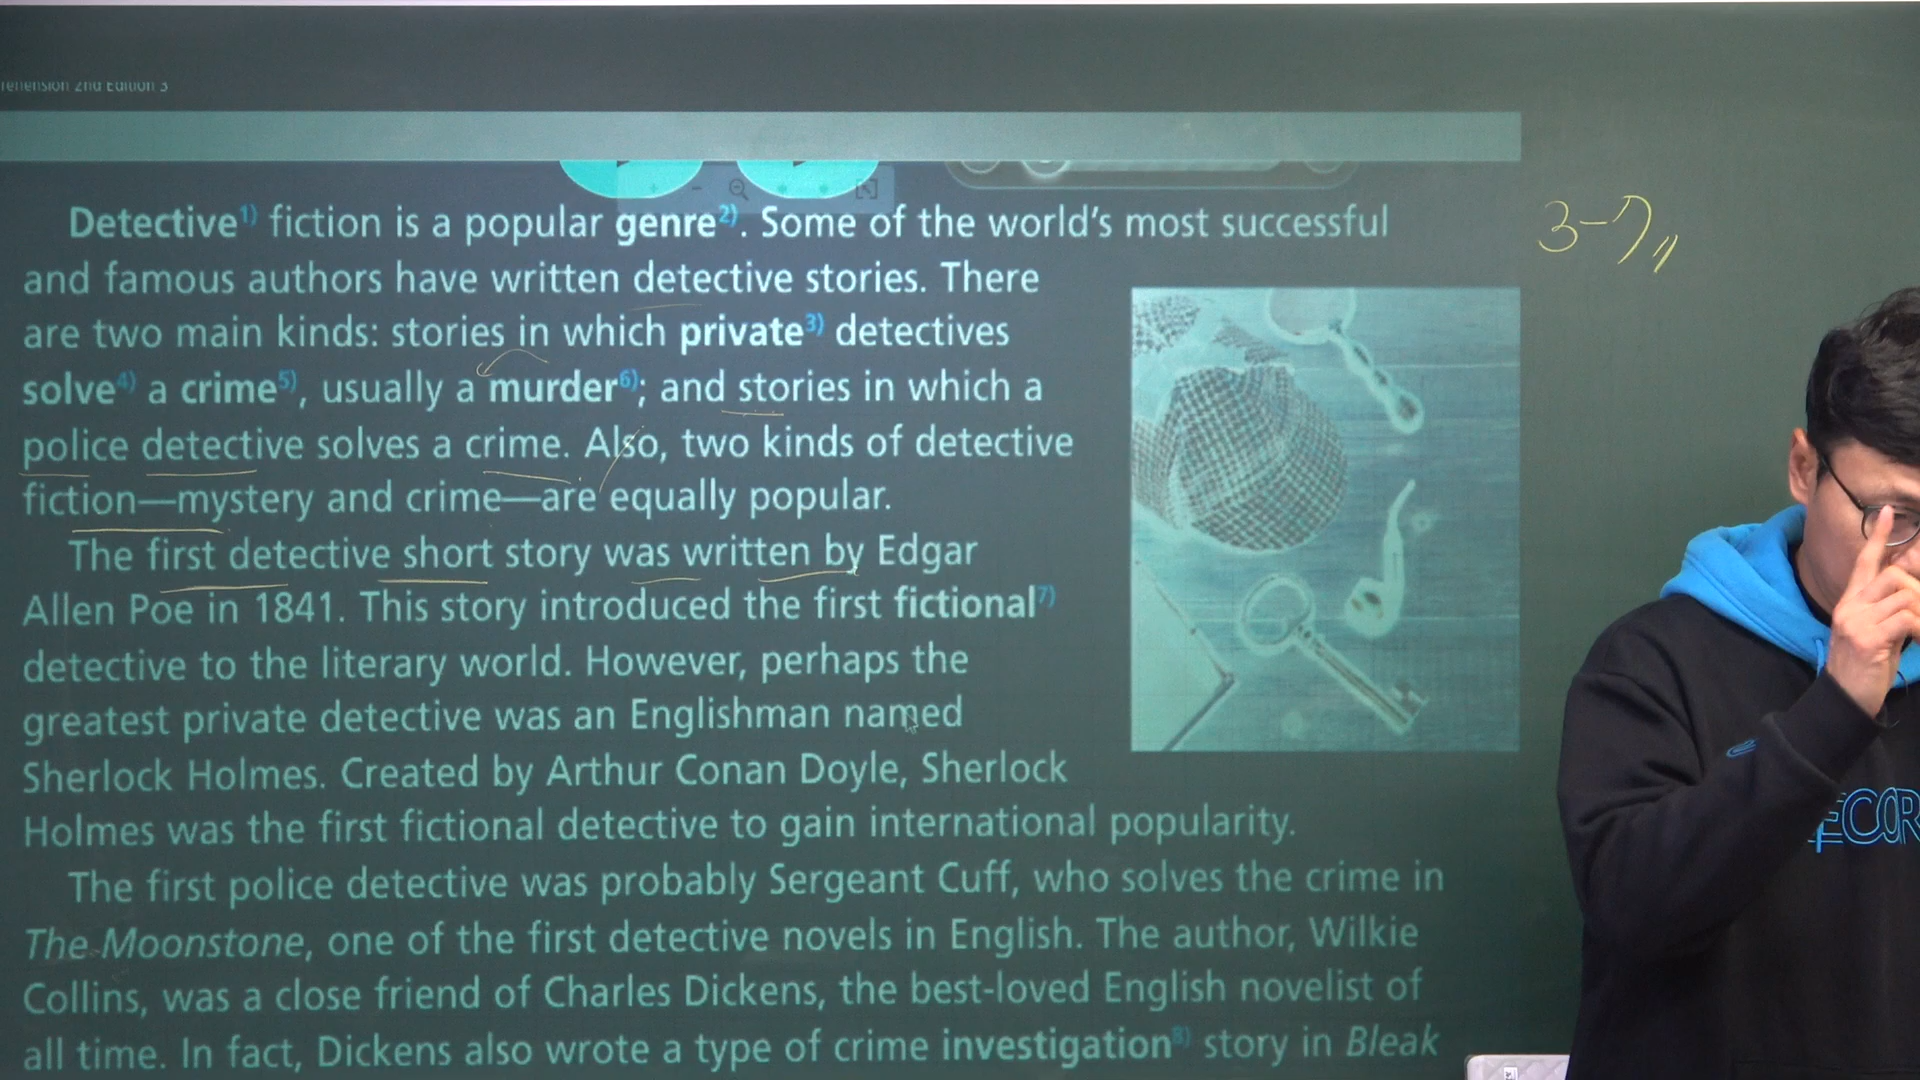 rehension 2nd Edition 3
Detective1) fiction is a popular genre2). Some of the world's most successful
and famous authors have written detective stories. There
are two main kinds: stories in which private3) detectives
solve4) a crime5), usually a murder6); and stories in which a
police detective solves a crime. Also, two kinds of detective
fiction—mystery and crime—are equally popular.
The first detective short story was written by Edgar
Allen Poe in 1841. This story introduced the first fictional7)
detective to the literary world. However, perhaps the
greatest private detective was an Englishman named
Sherlock Holmes. Created by Arthur Conan Doyle, Sherlock
Holmes was the first fictional detective to gain international popularity.
The first police detective was probably Sergeant Cuff, who solves the crime in
The Moonstone, one of the first detective novels in English. The author, Wilkie
Collins, was a close friend of Charles Dickens, the best-loved English novelist of
all time. In fact, Dickens also wrote a type of crime investigation8) story in Bleak
3-7
ECOR